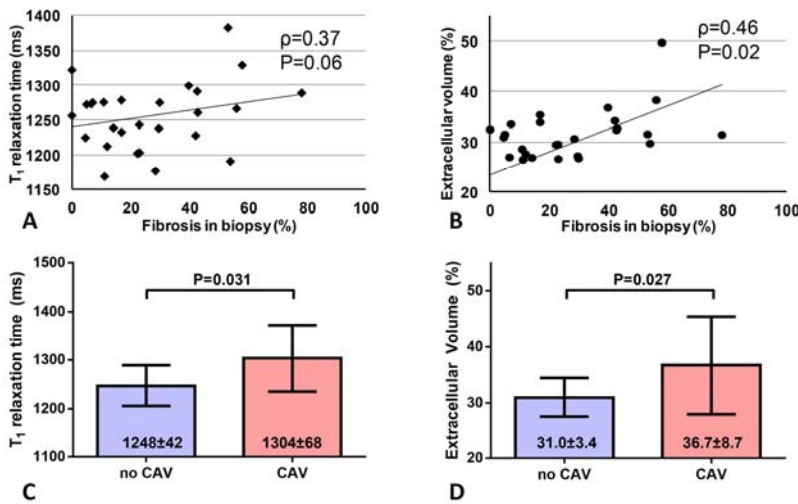 1400
1350
1300
1250
1200
1150
T1 relaxation time (ms)
ρ=0.37
P=0.06
0 20 40 60 80 100
A
Fibrosis in biopsy (%)
50
40
30
20
Extracellular volume (%)
ρ=0.46
P=0.02
0 20 40 60 80 100
B
Fibrosis in biopsy (%)
1500
1400
1300
1200
1100
T1 relaxation time (ms)
P=0.031
1248±42
1304±68
no CAV
CAV
C
50
40
30
20
Extracellular Volume (%)
P=0.027
31.0±3.4
36.7±8.7
no CAV
CAV
D